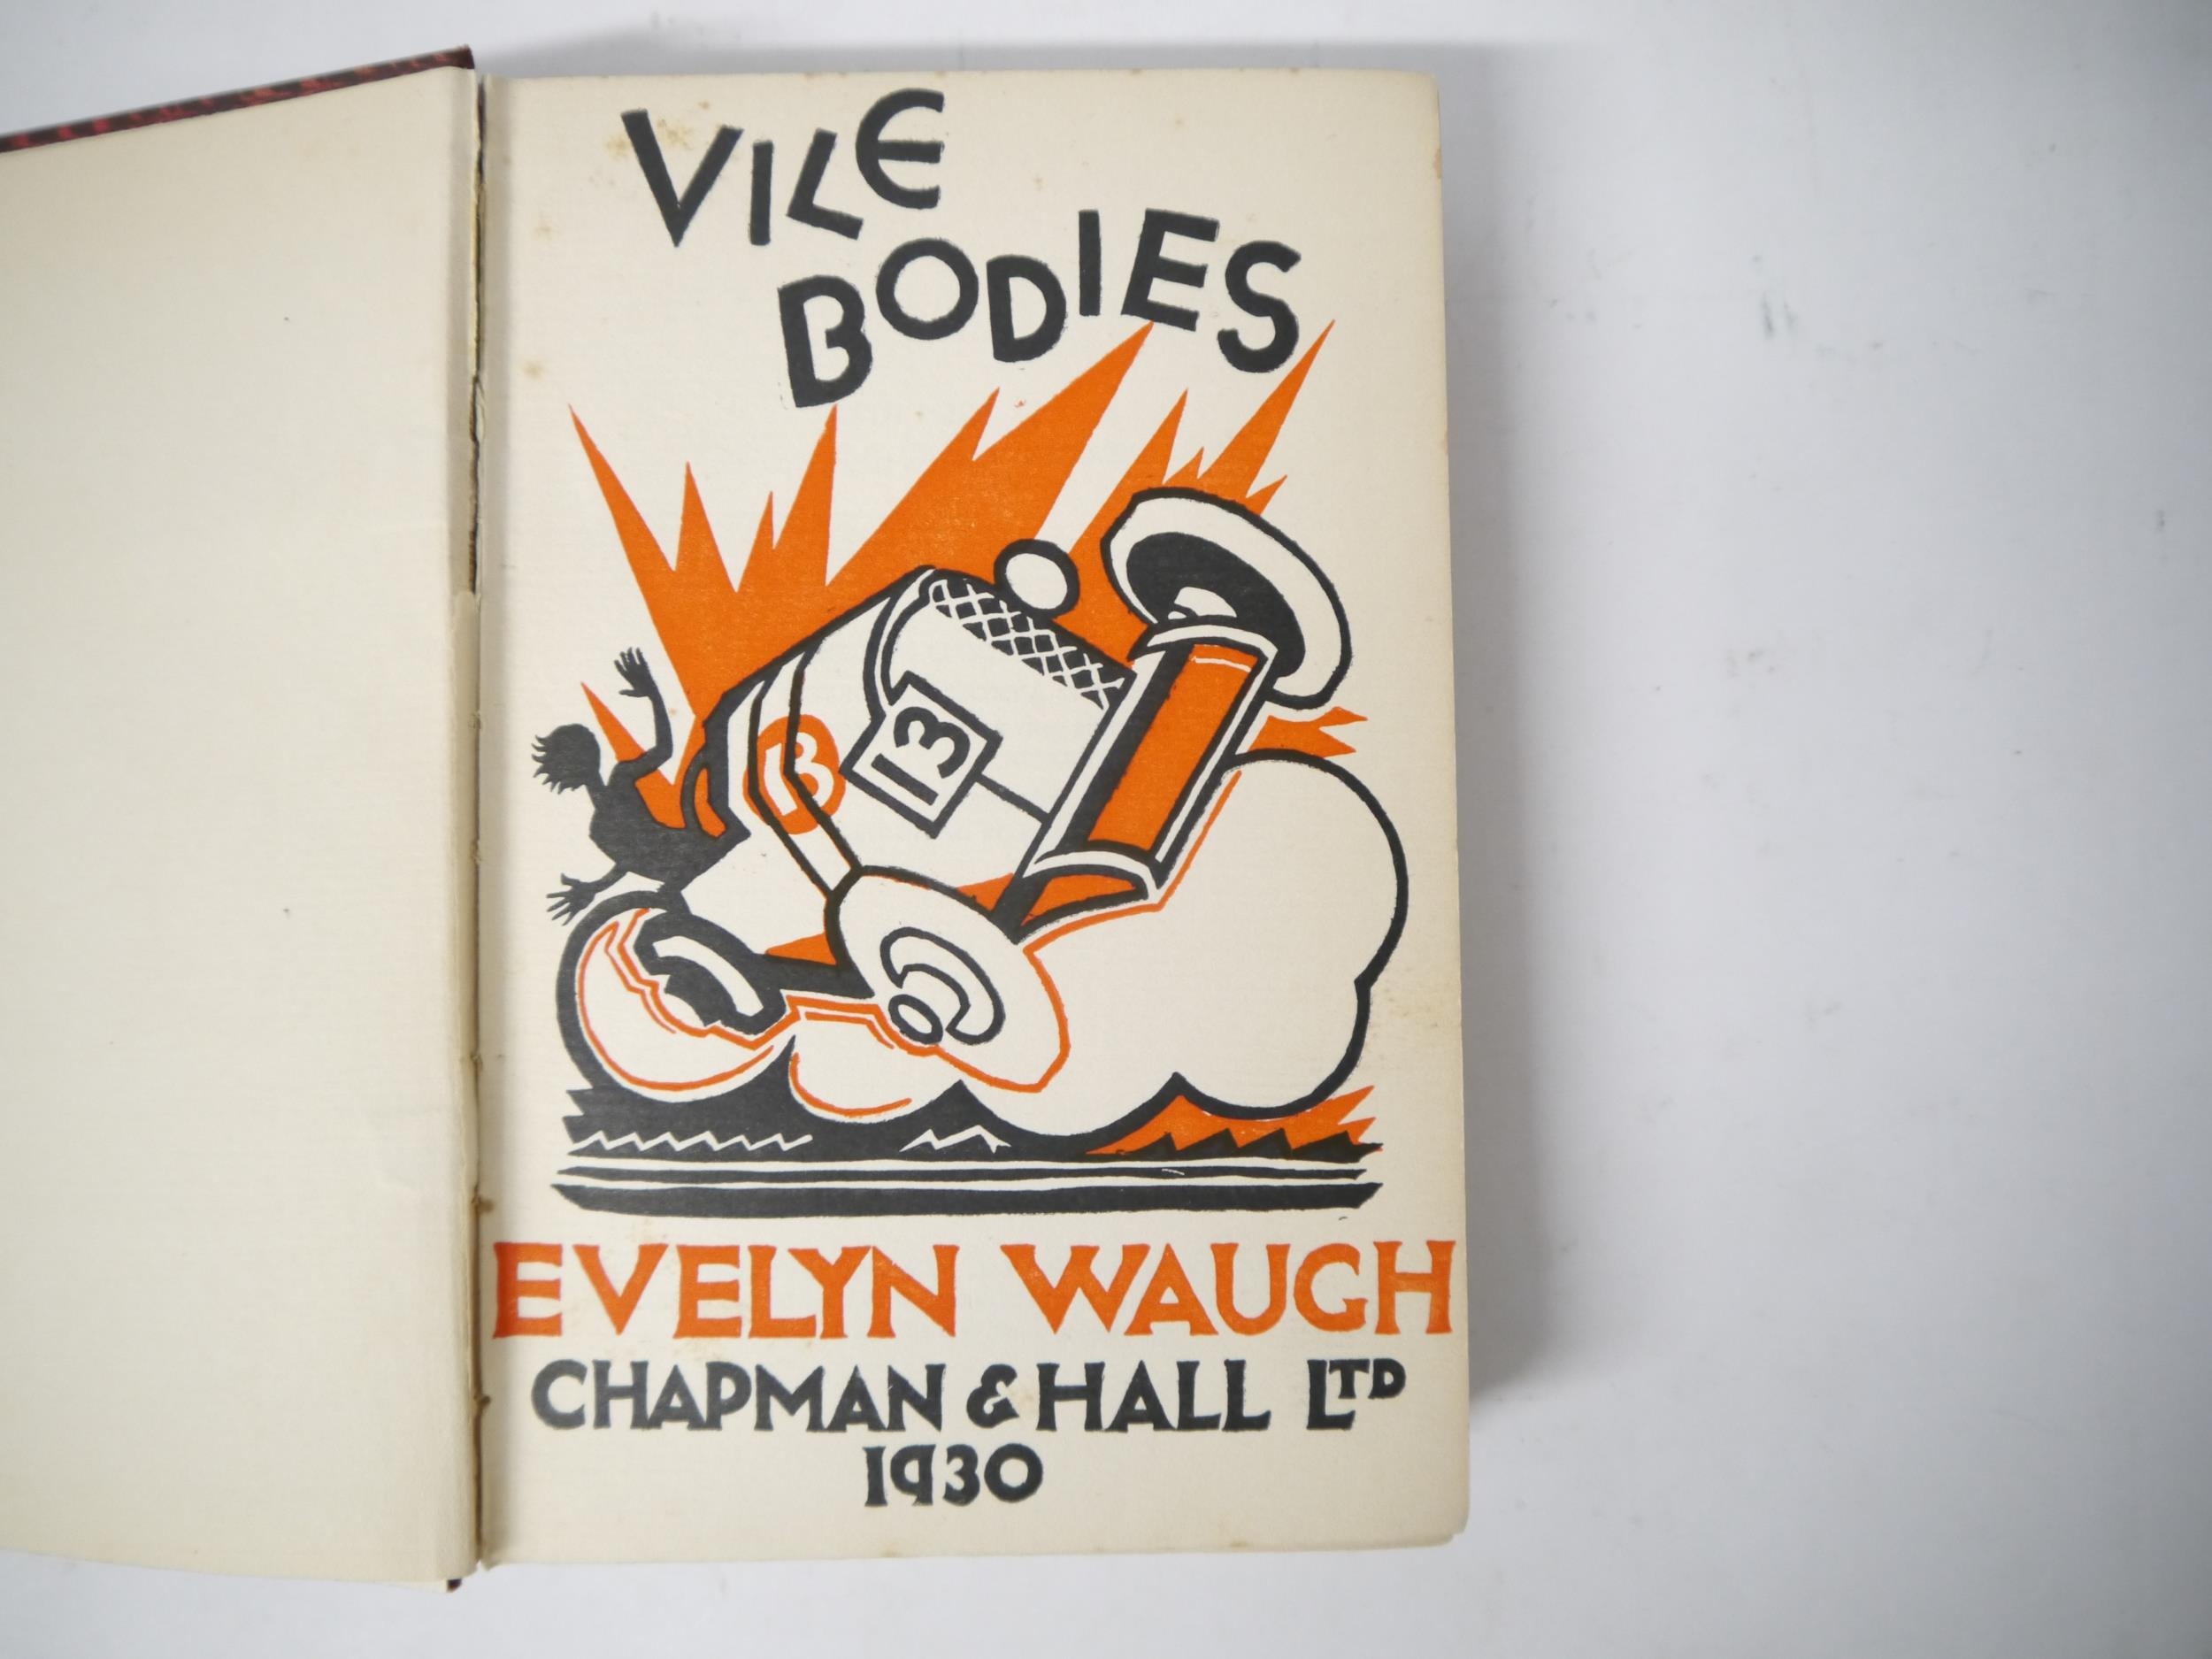 VILE
BODIES
13
13
EVELYN WAUGH
CHAPMAN & HALL LTD
1930